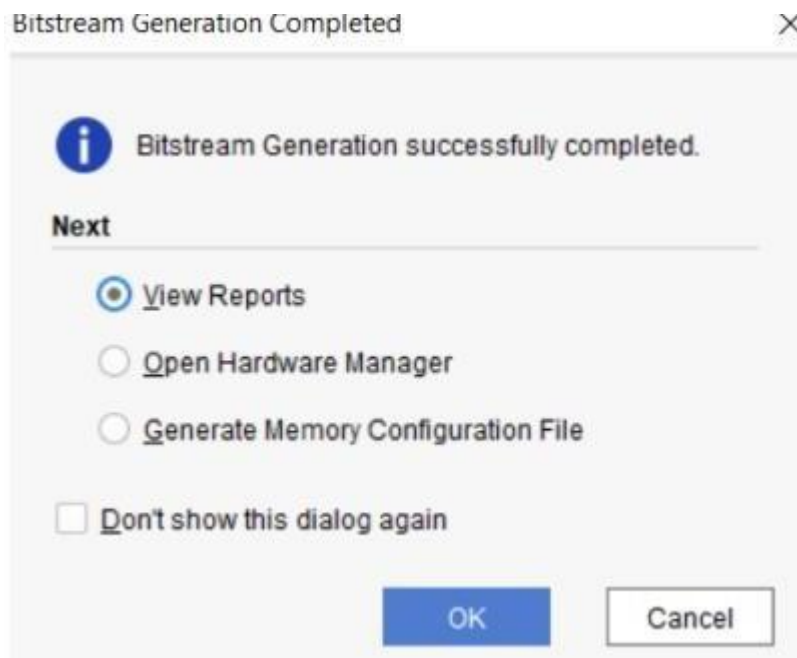 Bitstream Generation Completed
Bitstream Generation successfully completed.
Next
View Reports
Open Hardware Manager
Generate Memory Configuration File
Don't show this dialog again
OK
Cancel